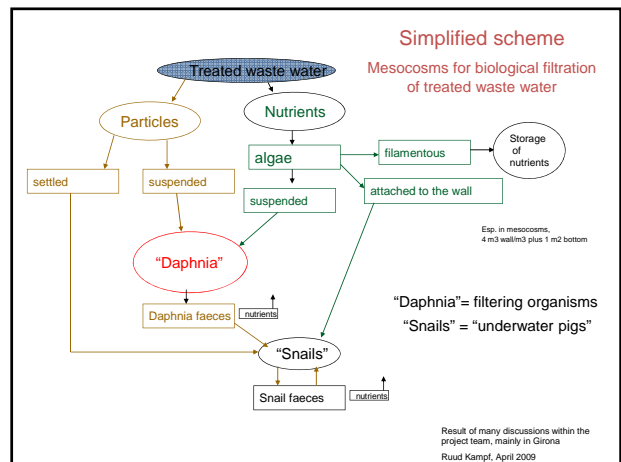 Simplified scheme
Mesocosms for biological filtration
of treated waste water
Treated waste water
Nutrients
Particles
Storage
of
nutrients
algae
filamentous
settled
suspended
attached to the wall
suspended
Esp. in mesocosms,
4 m3 wall/m3 plus 1 m2 bottom
“Daphnia”
Daphnia faeces
nutrients
“Daphnia”= filtering organisms
“Snails” = “underwater pigs”
“Snails”
Snail faeces
nutrients
Result of many discussions within the
project team, mainly in Girona
Ruud Kampf, April 2009